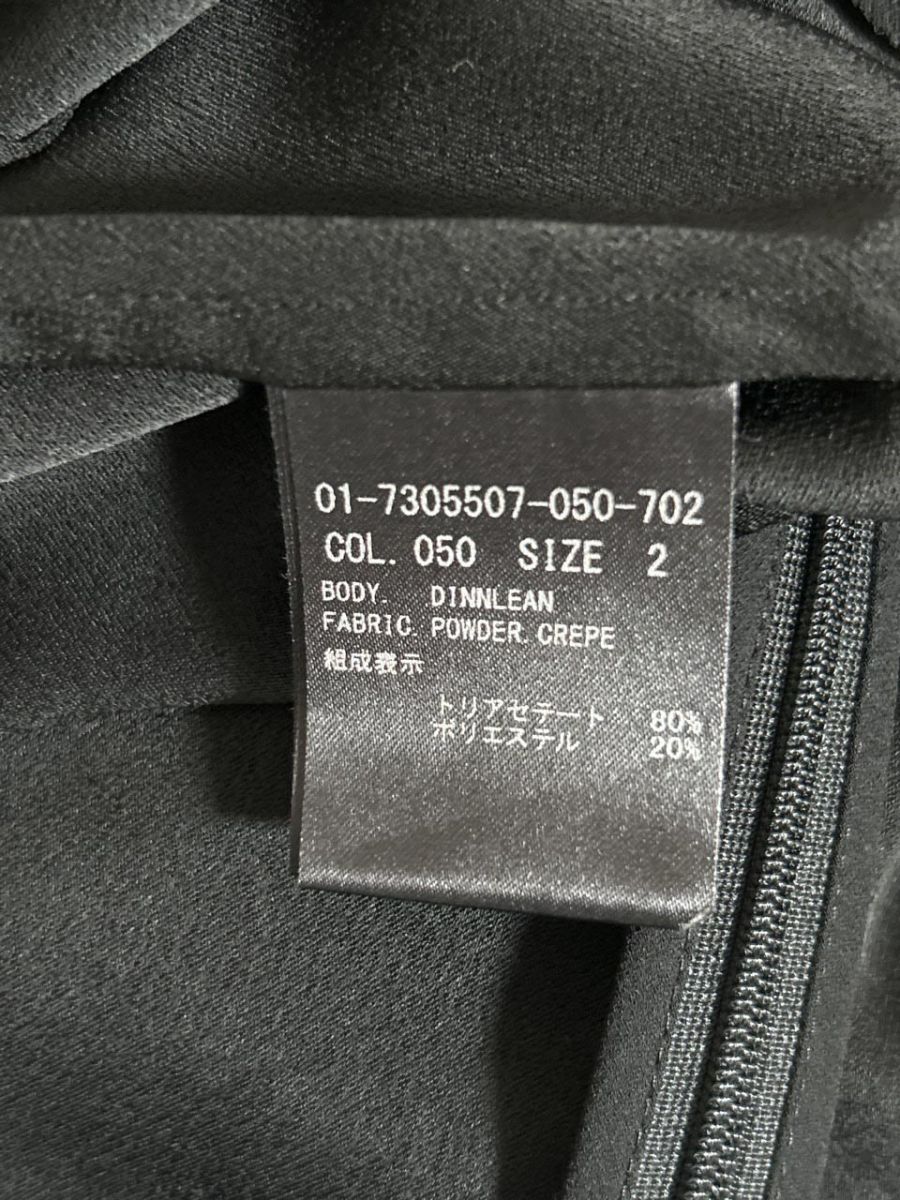 01-7305507-050-702
COL. 050 SIZE 2
BODY. DINNLEAN
FABRIC. POWDER CREPE
組成表示
トリアセテート 80%
ポリエステル 20%